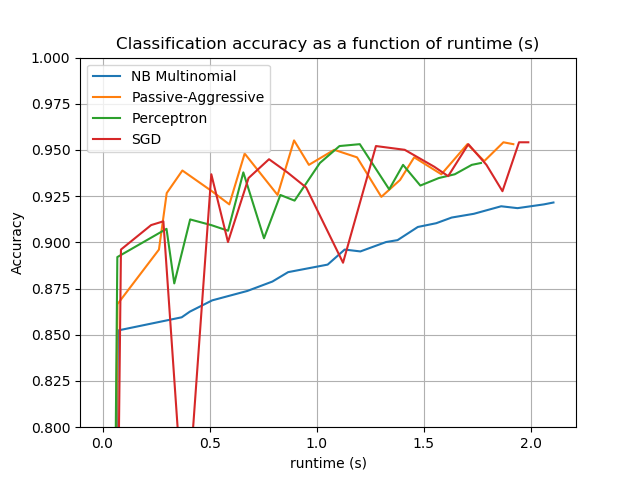 Classification accuracy as a function of runtime (s)
NB Multinomial
Passive-Aggressive
Perceptron
SGD
1.000
0.975
0.950
0.925
0.900
0.875
0.850
0.825
0.800
Accuracy
0.0 0.5 1.0 1.5 2.0
runtime (s)